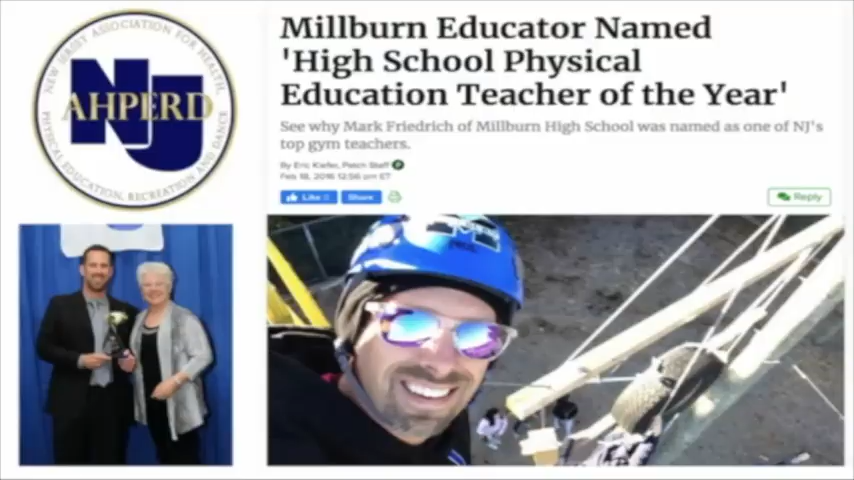 NEW JERSEY ASSOCIATION FOR HEALTH,
NJ
AHPERD
PHYSICAL EDUCATION, RECREATION AND DANCE
Millburn Educator Named
'High School Physical
Education Teacher of the Year'
See why Mark Friedrich of Millburn High School was named as one of NJ's
top gym teachers.
By Eric Kiefer, Patch Staff
Feb 18, 2016 12:56 pm ET
Like 0
Share
Reply